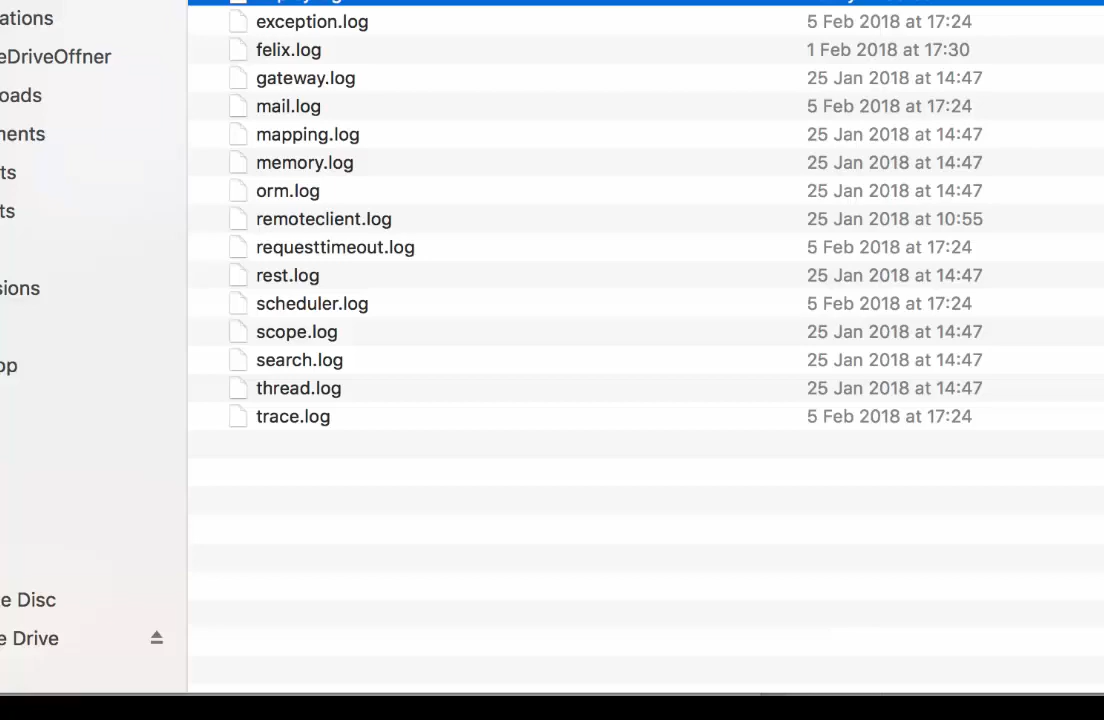 ations
eDriveOffner
oads
nents
ts
ts
sions
op
e Disc
e Drive
exception.log 5 Feb 2018 at 17:24
felix.log 1 Feb 2018 at 17:30
gateway.log 25 Jan 2018 at 14:47
mail.log 5 Feb 2018 at 17:24
mapping.log 25 Jan 2018 at 14:47
memory.log 25 Jan 2018 at 14:47
orm.log 25 Jan 2018 at 14:47
remoteclient.log 25 Jan 2018 at 10:55
requesttimeout.log 5 Feb 2018 at 17:24
rest.log 25 Jan 2018 at 14:47
scheduler.log 5 Feb 2018 at 17:24
scope.log 25 Jan 2018 at 14:47
search.log 25 Jan 2018 at 14:47
thread.log 25 Jan 2018 at 14:47
trace.log 5 Feb 2018 at 17:24